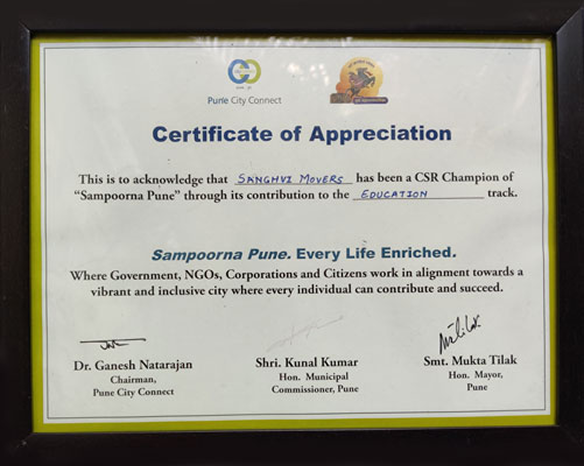 Pune City Connect
Certificate of Appreciation
This is to acknowledge that SANGHVI MOVERS has been a CSR Champion of
"Sampoorna Pune" through its contribution to the EDUCATION track.
Sampoorna Pune. Every Life Enriched.
Where Government, NGOs, Corporations and Citizens work in alignment towards a
vibrant and inclusive city where every individual can contribute and succeed.
Dr. Ganesh Natarajan
Chairman,
Pune City Connect
Shri. Kunal Kumar
Hon. Municipal
Commissioner, Pune
Smt. Mukta Tilak
Hon. Mayor,
Pune